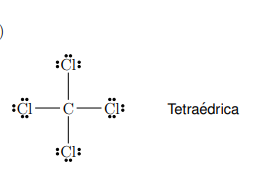 )
:Cl:
:Cl — C — Cl: Tetraédrica
:Cl: